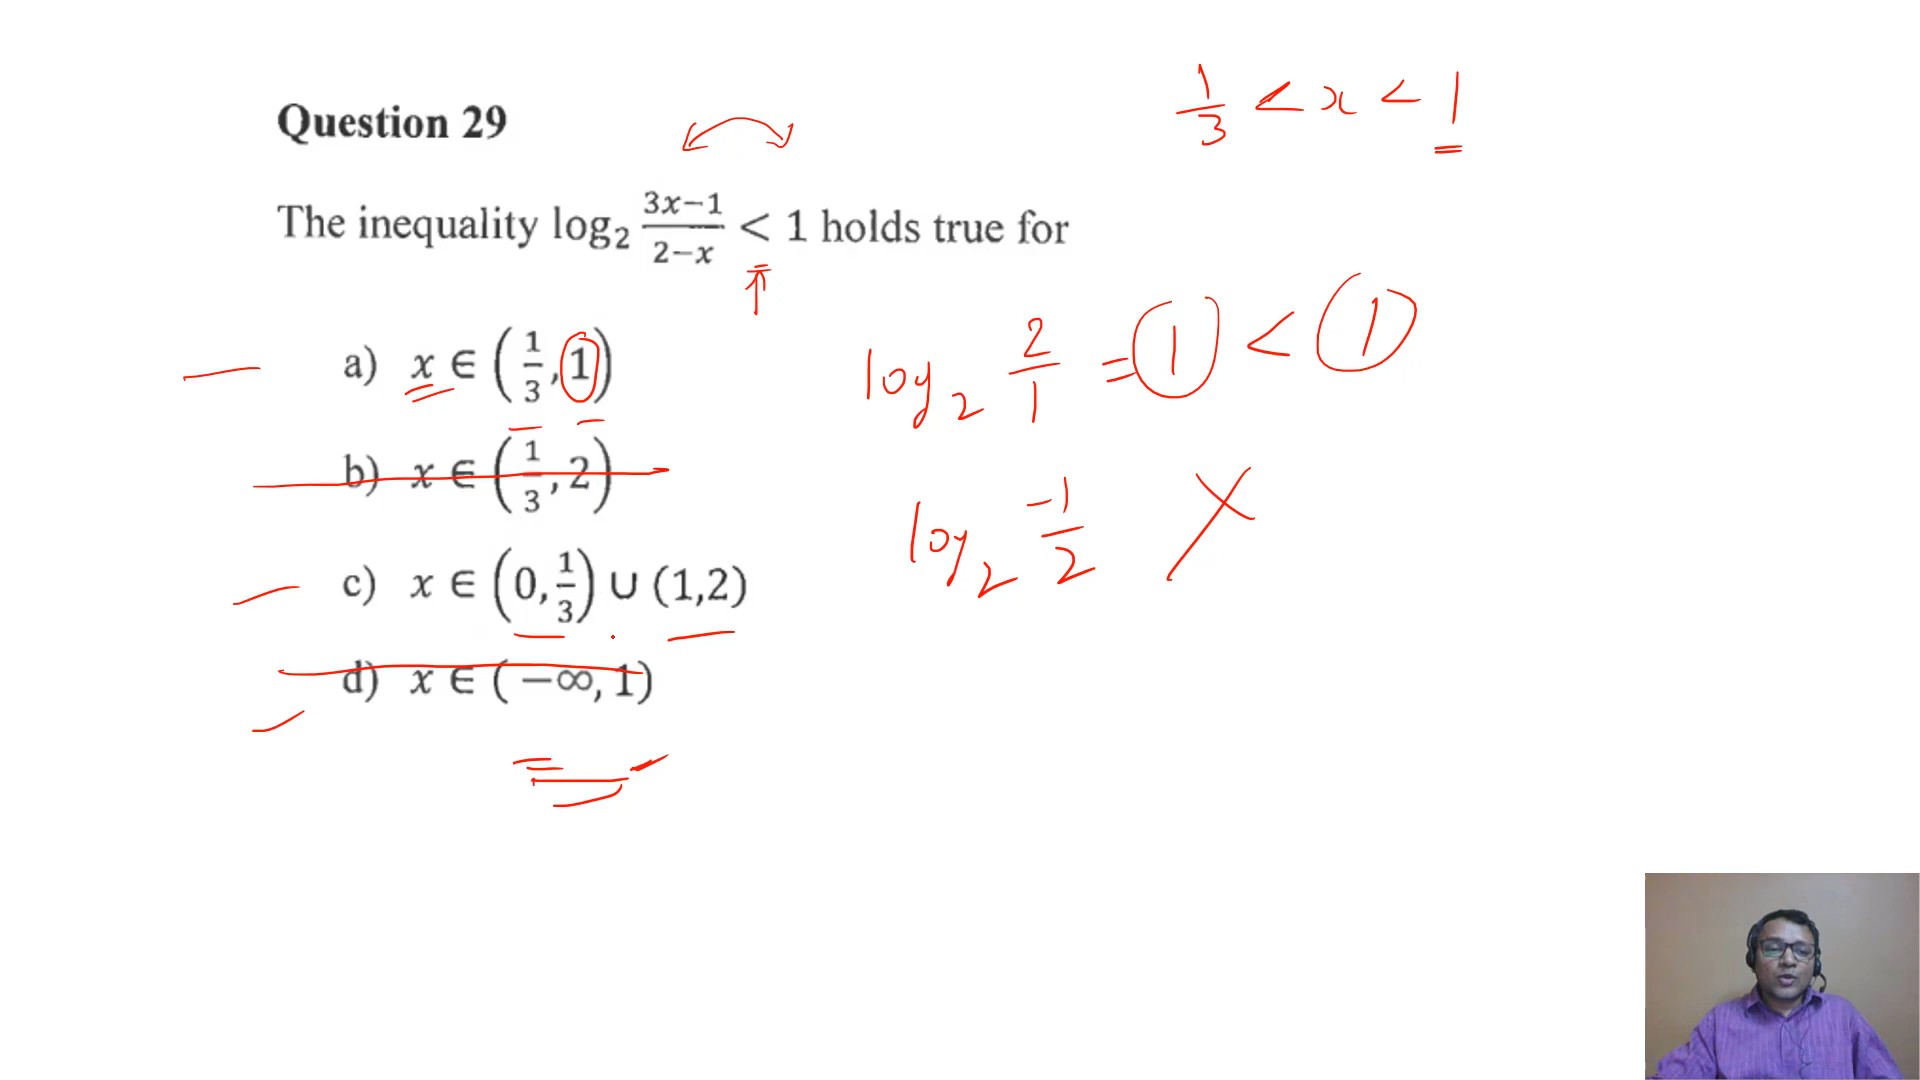 1/3 < x < 1
Question 29
The inequality log₂ (3x−1)/(2−x) < 1 holds true for
a) x ∈ (1/3, 1)
log₂ 2/1 = 1 < 1
b) x ∈ (1/3, 2)
log₂ -1/2
c) x ∈ (0, 1/3) ∪ (1,2)
d) x ∈ ( −∞, 1)